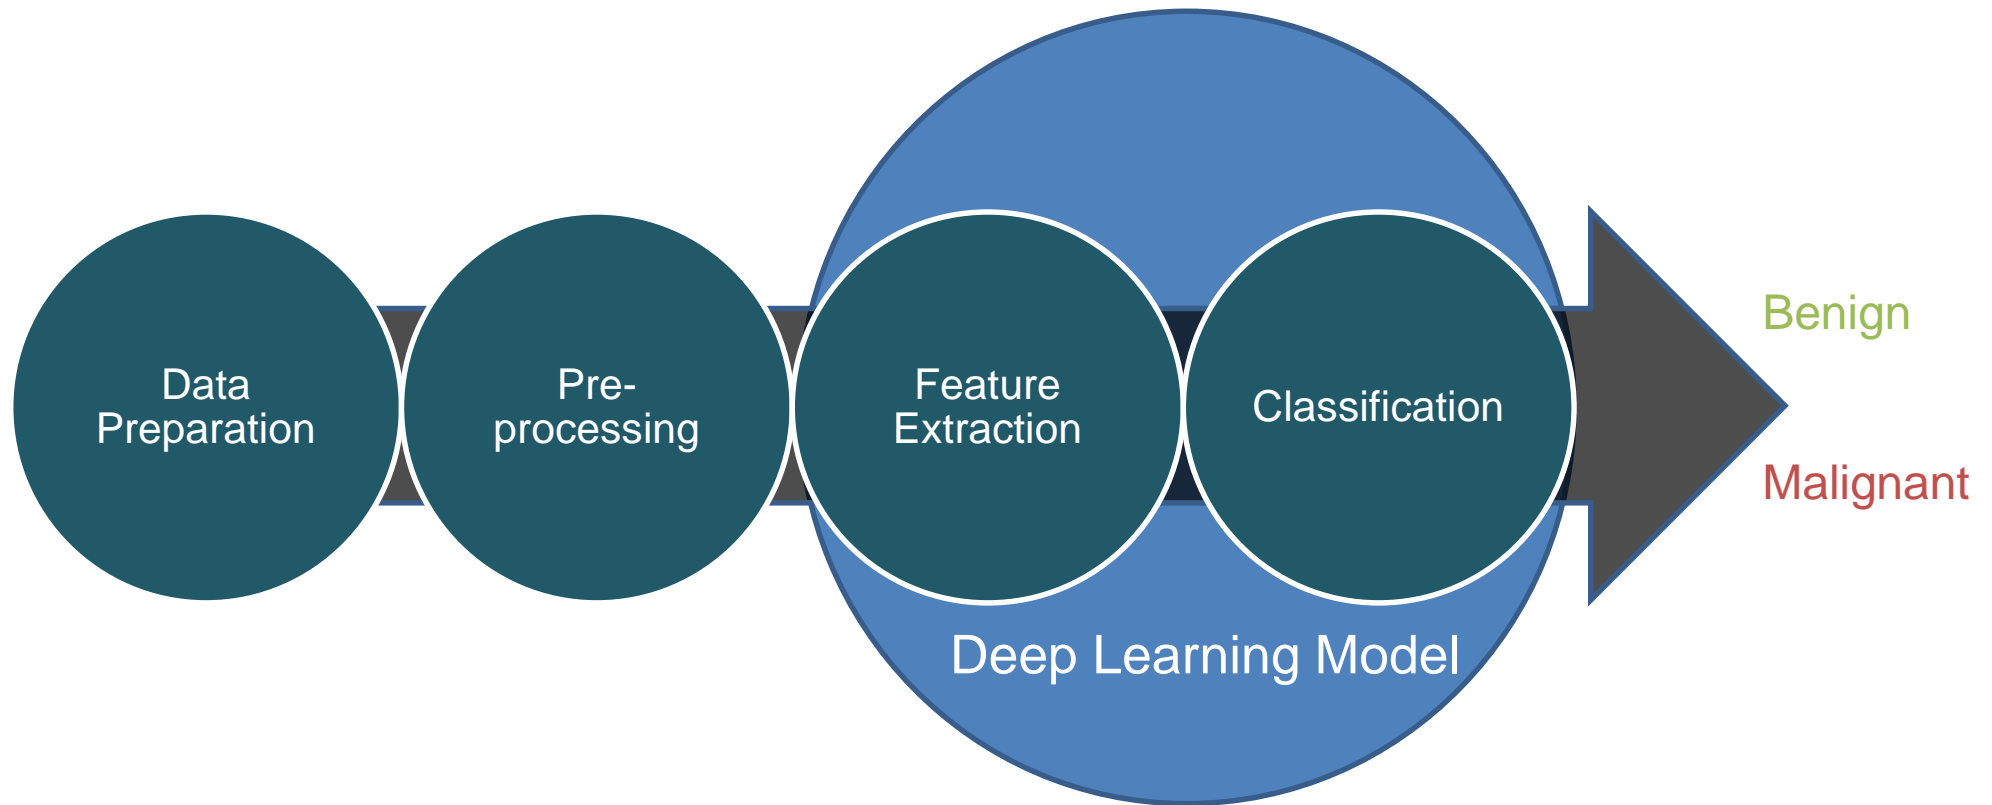 Data
Preparation
Pre-
processing
Feature
Extraction
Classification
Deep Learning Model
Benign
Malignant